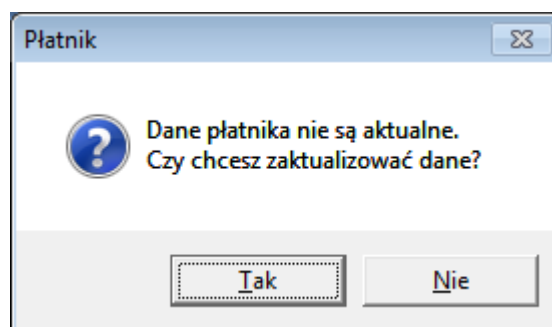 Płatnik
Dane płatnika nie są aktualne.
Czy chcesz zaktualizować dane?
Tak
Nie